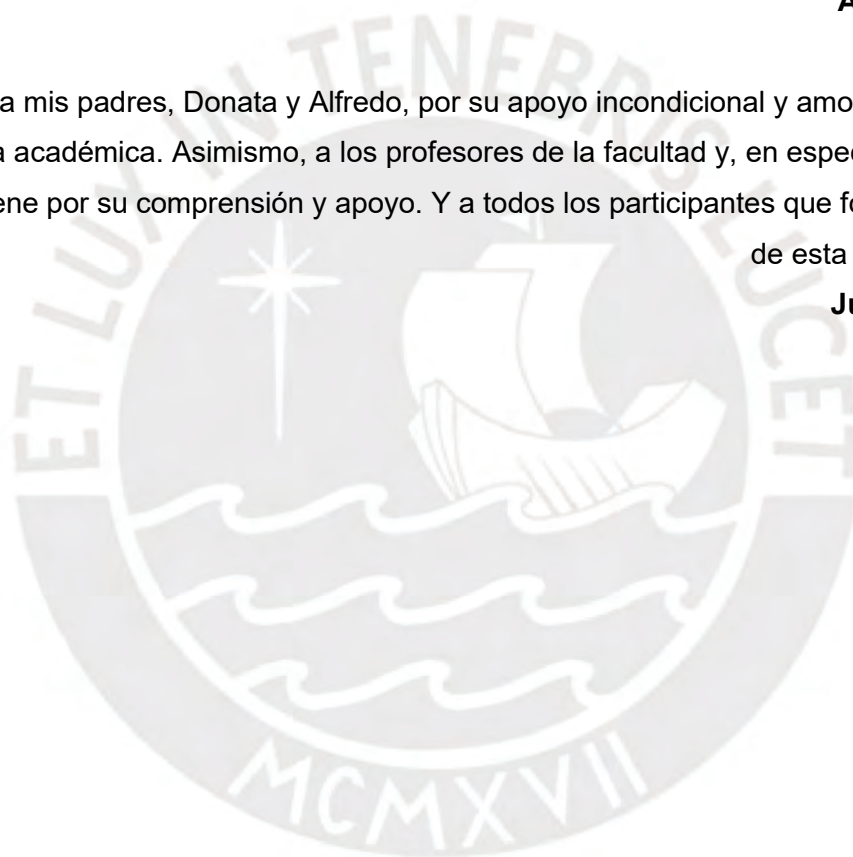 A
a mis padres, Donata y Alfredo, por su apoyo incondicional y amo
a académica. Asimismo, a los profesores de la facultad y, en espec
ene por su comprensión y apoyo. Y a todos los participantes que fo
de esta
Ju
ET LUX IN TENEBRIS LUCET
MCMXVII